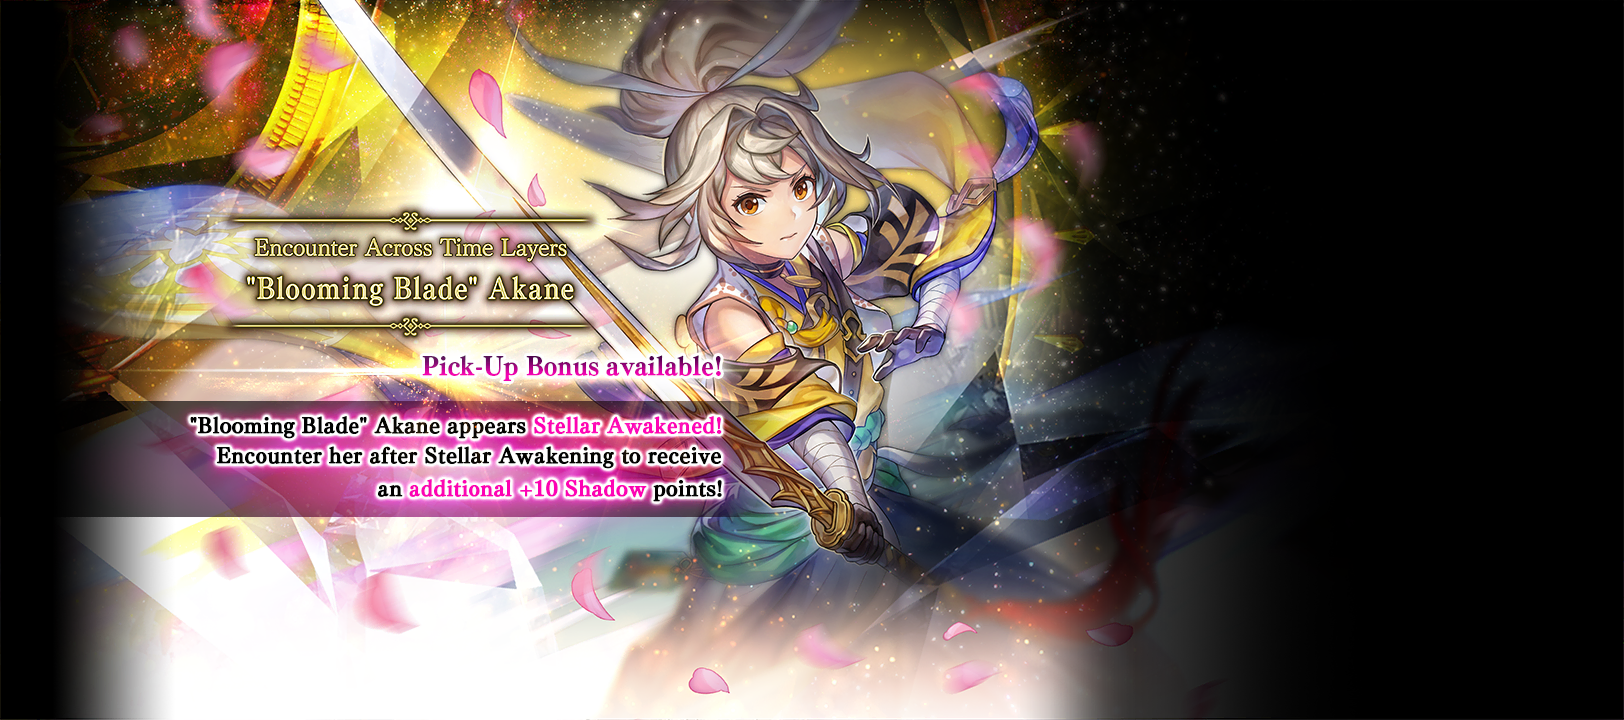 Encounter Across Time Layers
"Blooming Blade" Akane
Pick-Up Bonus available!
"Blooming Blade" Akane appears Stellar Awakened!
Encounter her after Stellar Awakening to receive
an additional +10 Shadow points!